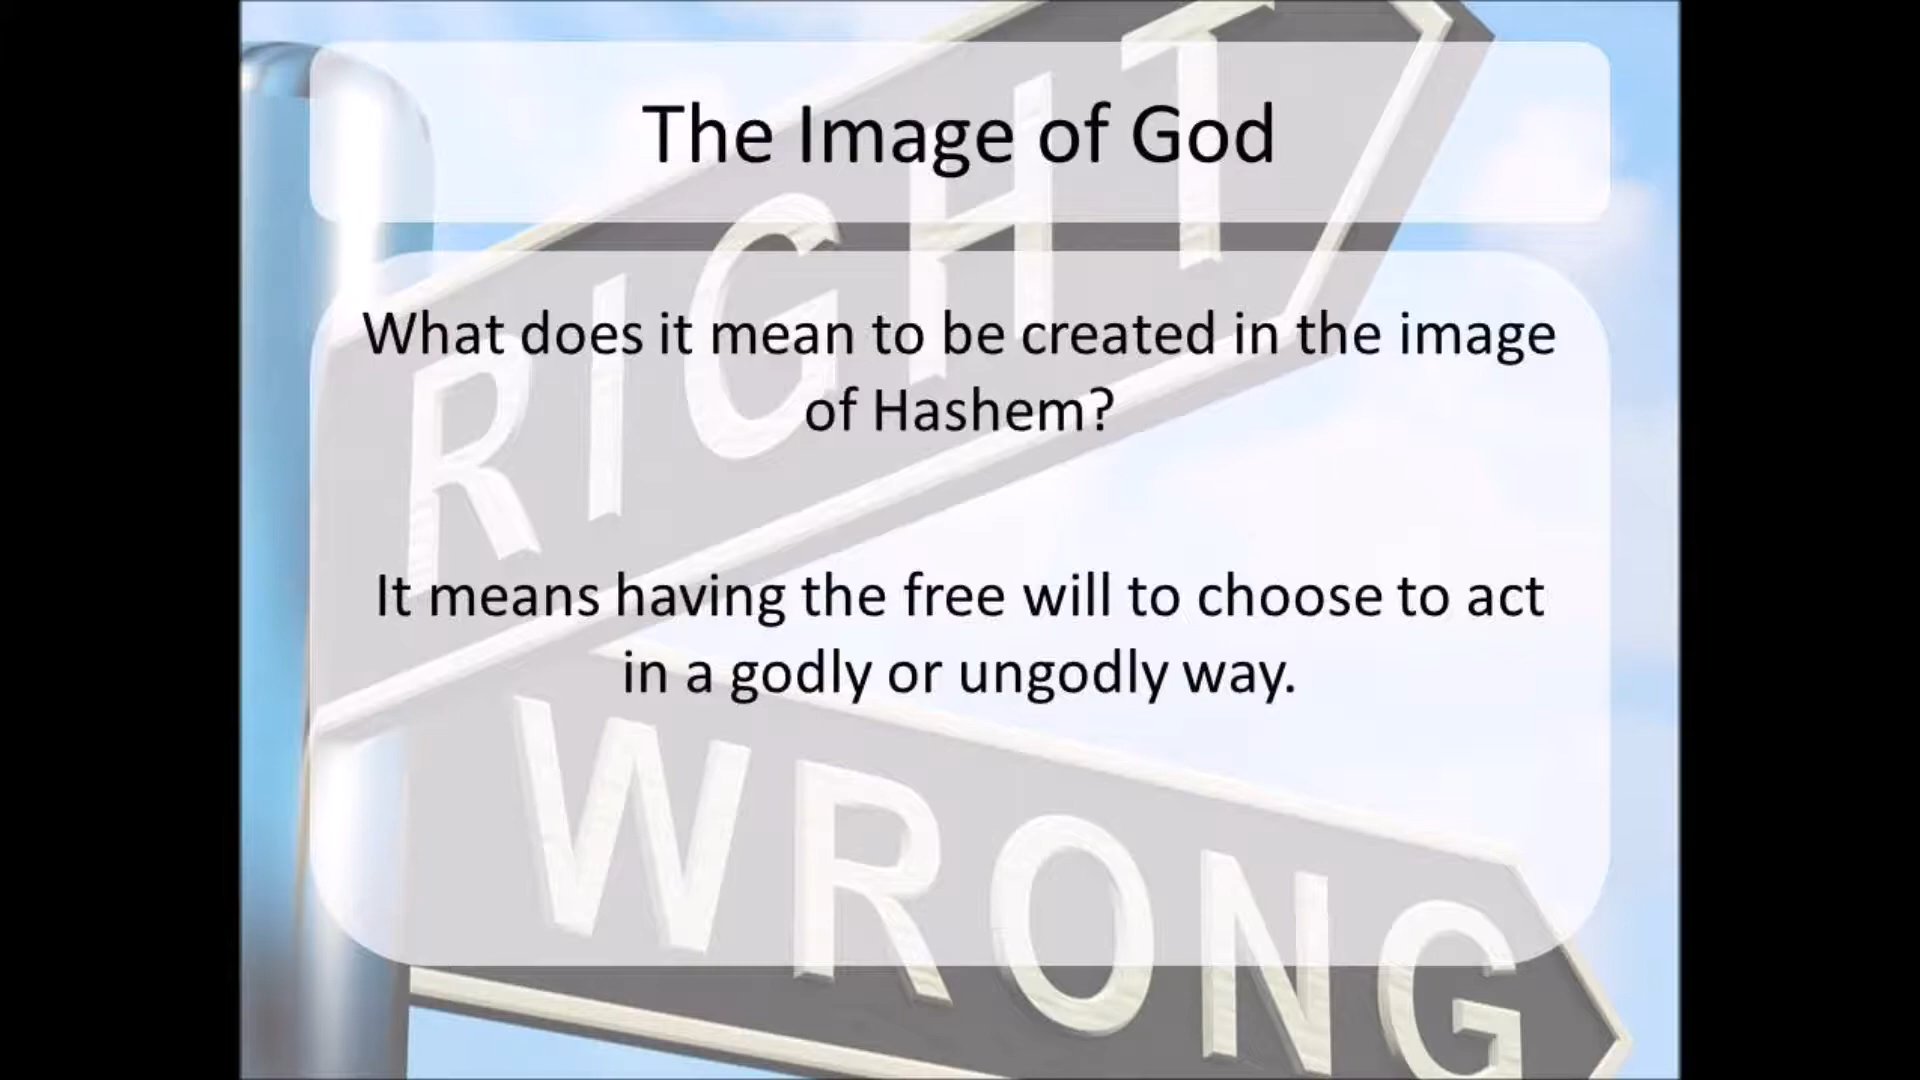 The Image of God
RIGHT
What does it mean to be created in the image
of Hashem?
It means having the free will to choose to act
in a godly or ungodly way.
WRONG